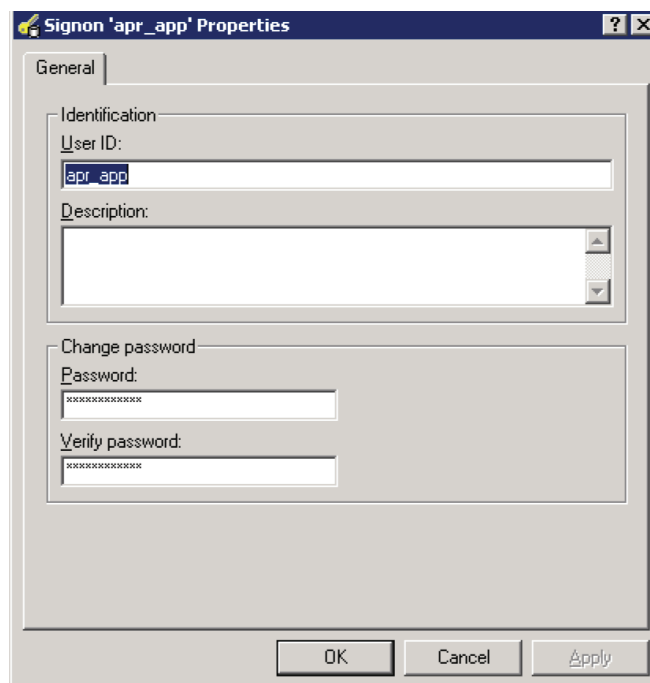 Signon 'apr_app' Properties
General
Identification
User ID:
apr_app
Description:
Change password
Password:
************
Verify password:
************
OK
Cancel
Apply